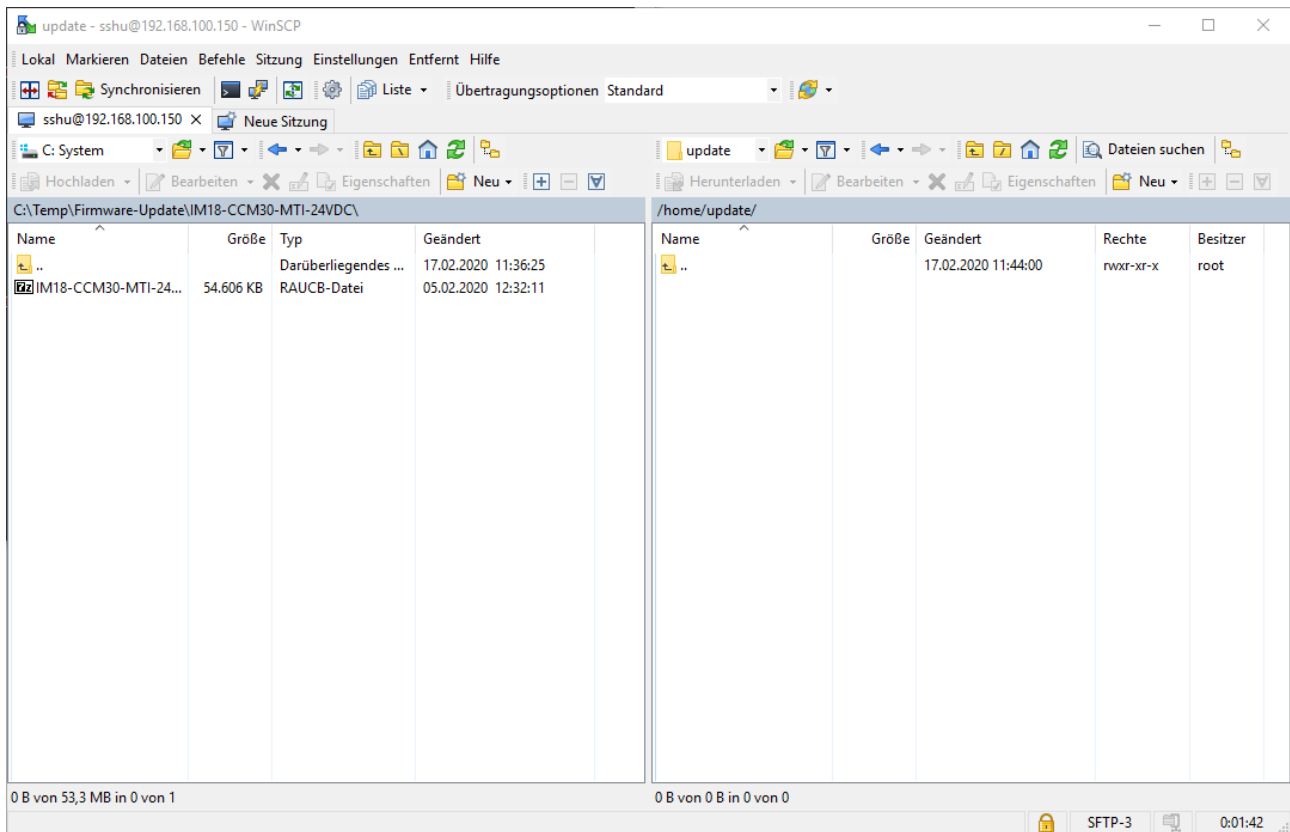 update - sshu@192.168.100.150 - WinSCP
Lokal Markieren Dateien Befehle Sitzung Einstellungen Entfernt Hilfe
Synchronisieren Liste Übertragungsoptionen Standard
sshu@192.168.100.150 Neue Sitzung
C: System update Dateien suchen
Hochladen Bearbeiten Eigenschaften Neu Herunterladen Bearbeiten Eigenschaften Neu
C:\Temp\Firmware-Update\IM18-CCM30-MTI-24VDC\ /home/update/
Name Größe Typ Geändert Name Größe Geändert Rechte Besitzer
.. Darüberliegendes ... 17.02.2020 11:36:25 .. 17.02.2020 11:44:00 rwxr-xr-x root
IM18-CCM30-MTI-24... 54.606 KB RAUCB-Datei 05.02.2020 12:32:11
0 B von 53,3 MB in 0 von 1 0 B von 0 B in 0 von 0
SFTP-3 0:01:42